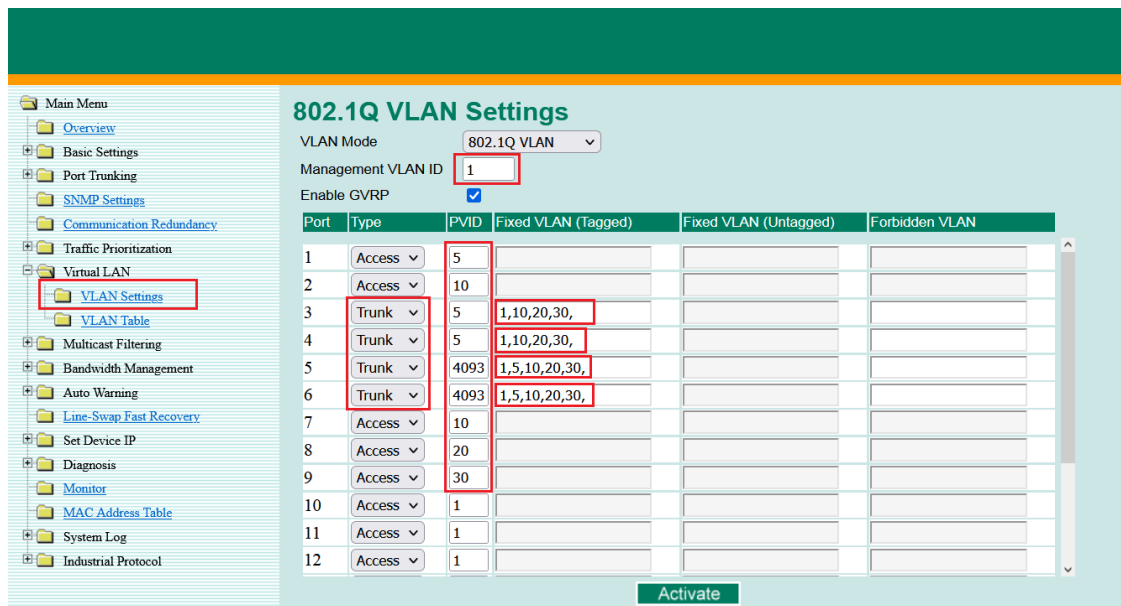 Main Menu
Overview
Basic Settings
Port Trunking
SNMP Settings
Communication Redundancy
Traffic Prioritization
Virtual LAN
VLAN Settings
VLAN Table
Multicast Filtering
Bandwidth Management
Auto Warning
Line-Swap Fast Recovery
Set Device IP
Diagnosis
Monitor
MAC Address Table
System Log
Industrial Protocol
802.1Q VLAN Settings
VLAN Mode 802.1Q VLAN
Management VLAN ID 1
Enable GVRP
Port Type PVID Fixed VLAN (Tagged) Fixed VLAN (Untagged) Forbidden VLAN
1 Access 5
2 Access 10
3 Trunk 5 1,10,20,30,
4 Trunk 5 1,10,20,30,
5 Trunk 4093 1,5,10,20,30,
6 Trunk 4093 1,5,10,20,30,
7 Access 10
8 Access 20
9 Access 30
10 Access 1
11 Access 1
12 Access 1
Activate